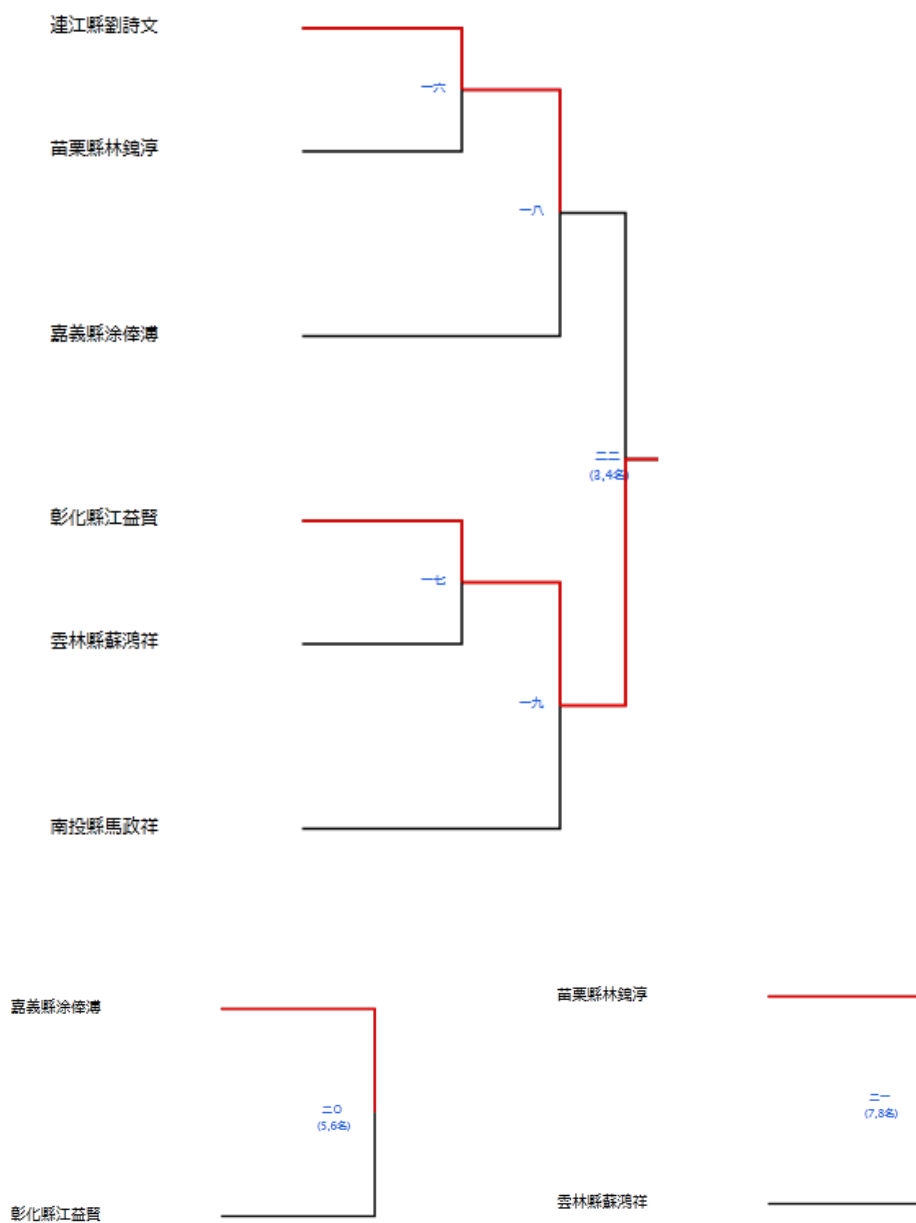 連江縣劉詩文
一六
苗栗縣林鎴淳
一八
嘉義縣涂俸溥
二二
(3,4名)
彰化縣江益賢
一七
雲林縣蘇鴻祥
一九
南投縣馬政祥
嘉義縣涂俸溥
苗栗縣林鎴淳
二〇
(5,6名)
二一
(7,8名)
彰化縣江益賢
雲林縣蘇鴻祥